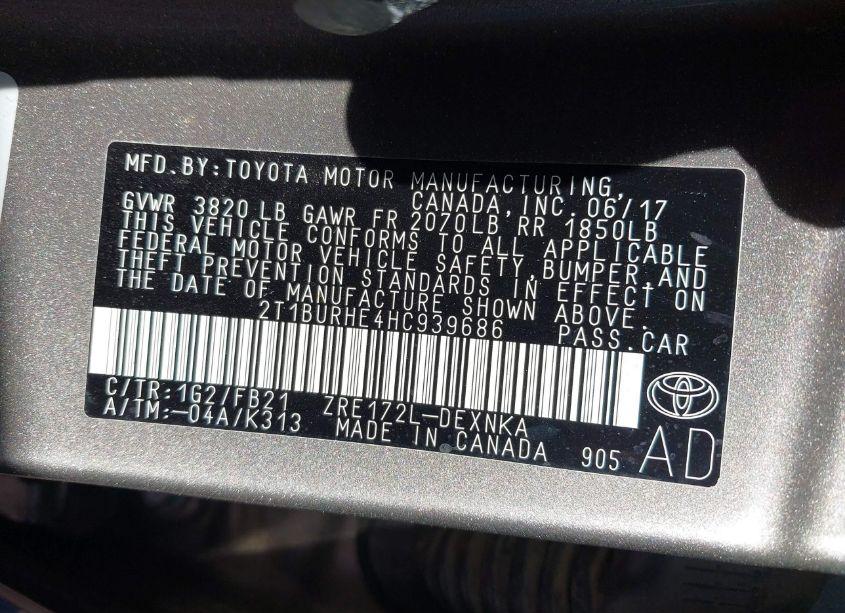 MFD.BY:TOYOTA MOTOR MANUFACTURING,
CANADA,INC. 06/17
GVWR 3820 LB GAWR FR 2070LB RR 1850LB
THIS VEHICLE CONFORMS TO ALL APPLICABLE
FEDERAL MOTOR VEHICLE SAFETY,BUMPER,AND
THEFT PREVENTION STANDARDS IN EFFECT ON
THE DATE OF MANUFACTURE SHOWN ABOVE.
2T1BURHE4HC939686 PASS.CAR
C/TR:1G2/FB21 ZRE172L-DEXNKA
A/TM:-04A/K313 MADE IN CANADA 905 AD